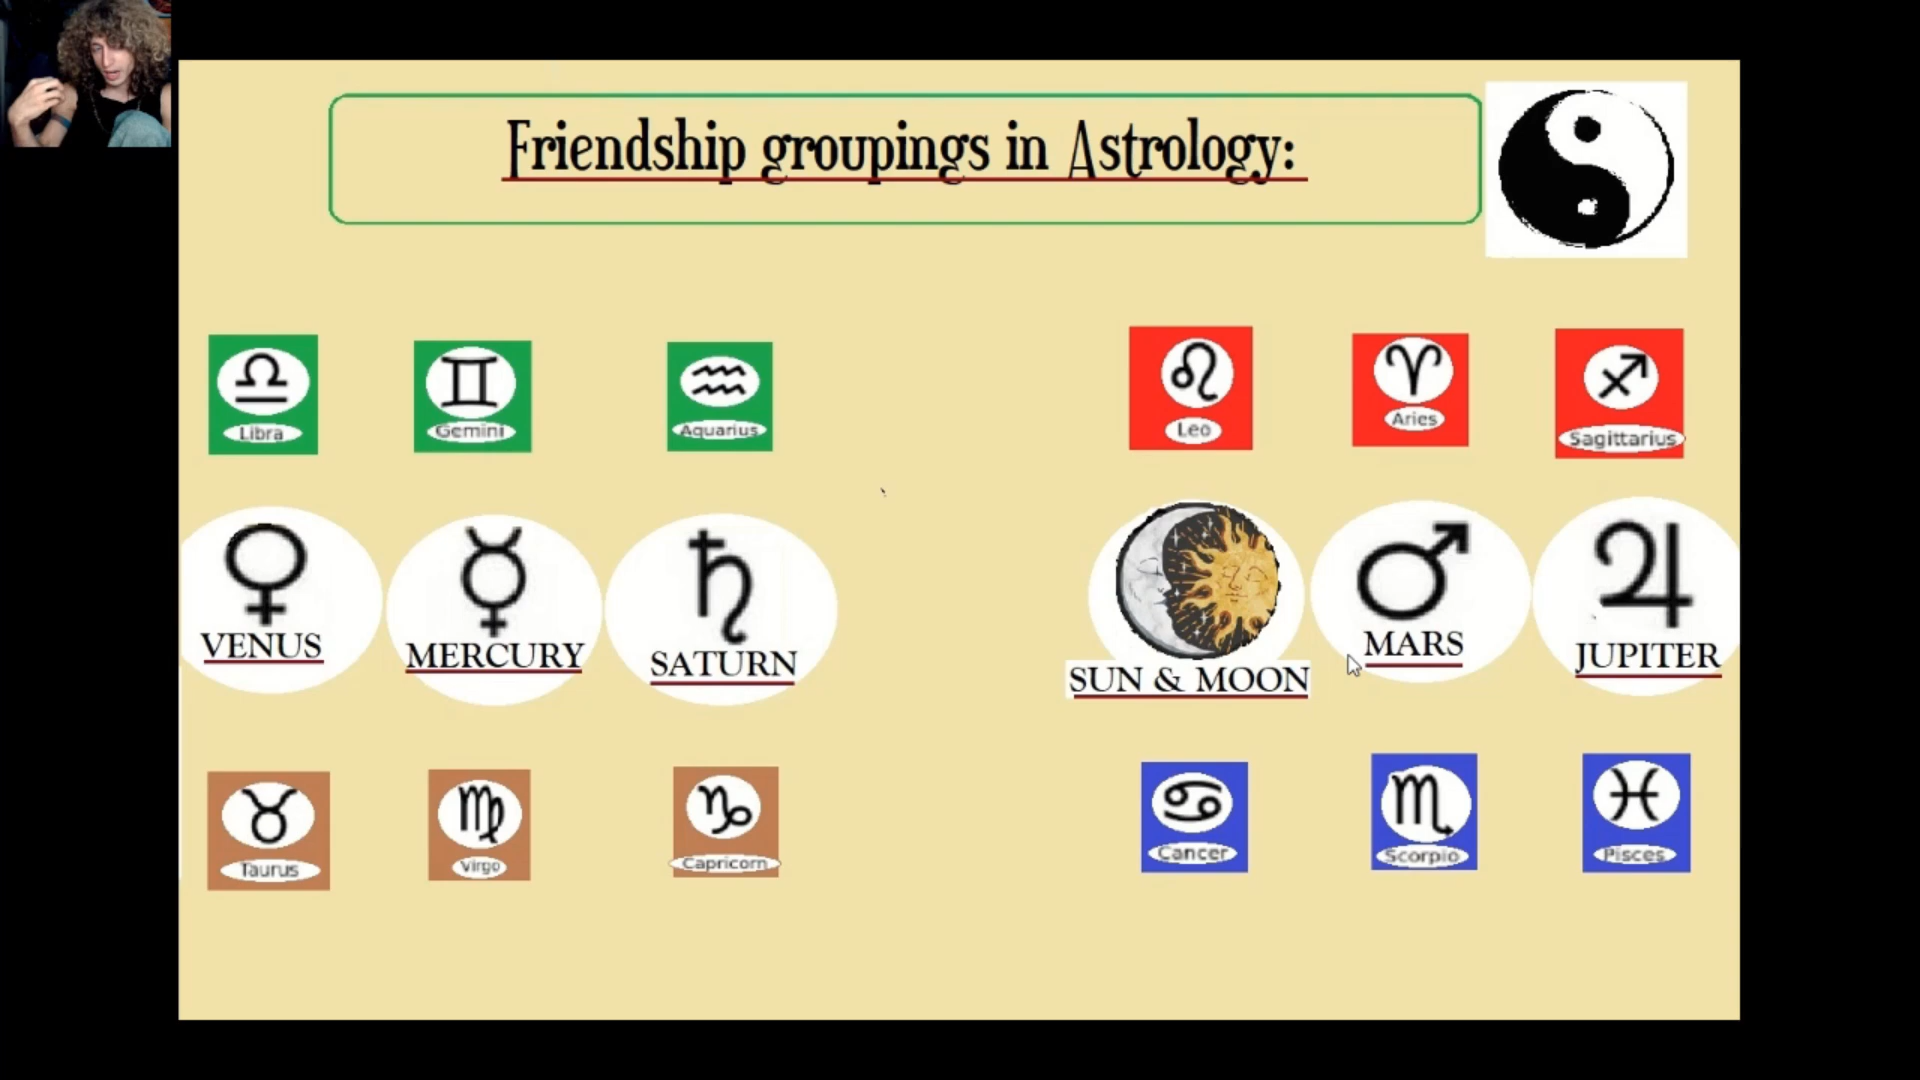 Friendship groupings in Astrology:
Libra
Gemini
Aquarius
Leo
Aries
Sagittarius
VENUS
MERCURY
SATURN
SUN & MOON
MARS
JUPITER
Taurus
Virgo
Capricorn
Cancer
Scorpio
Pisces